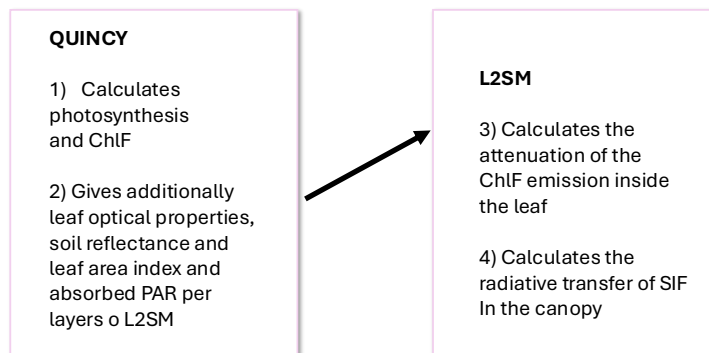 QUINCY
1) Calculates
photosynthesis
and ChlF
2) Gives additionally
leaf optical properties,
soil reflectance and
leaf area index and
absorbed PAR per
layers o L2SM
L2SM
3) Calculates the
attenuation of the
ChlF emission inside
the leaf
4) Calculates the
radiative transfer of SIF
In the canopy